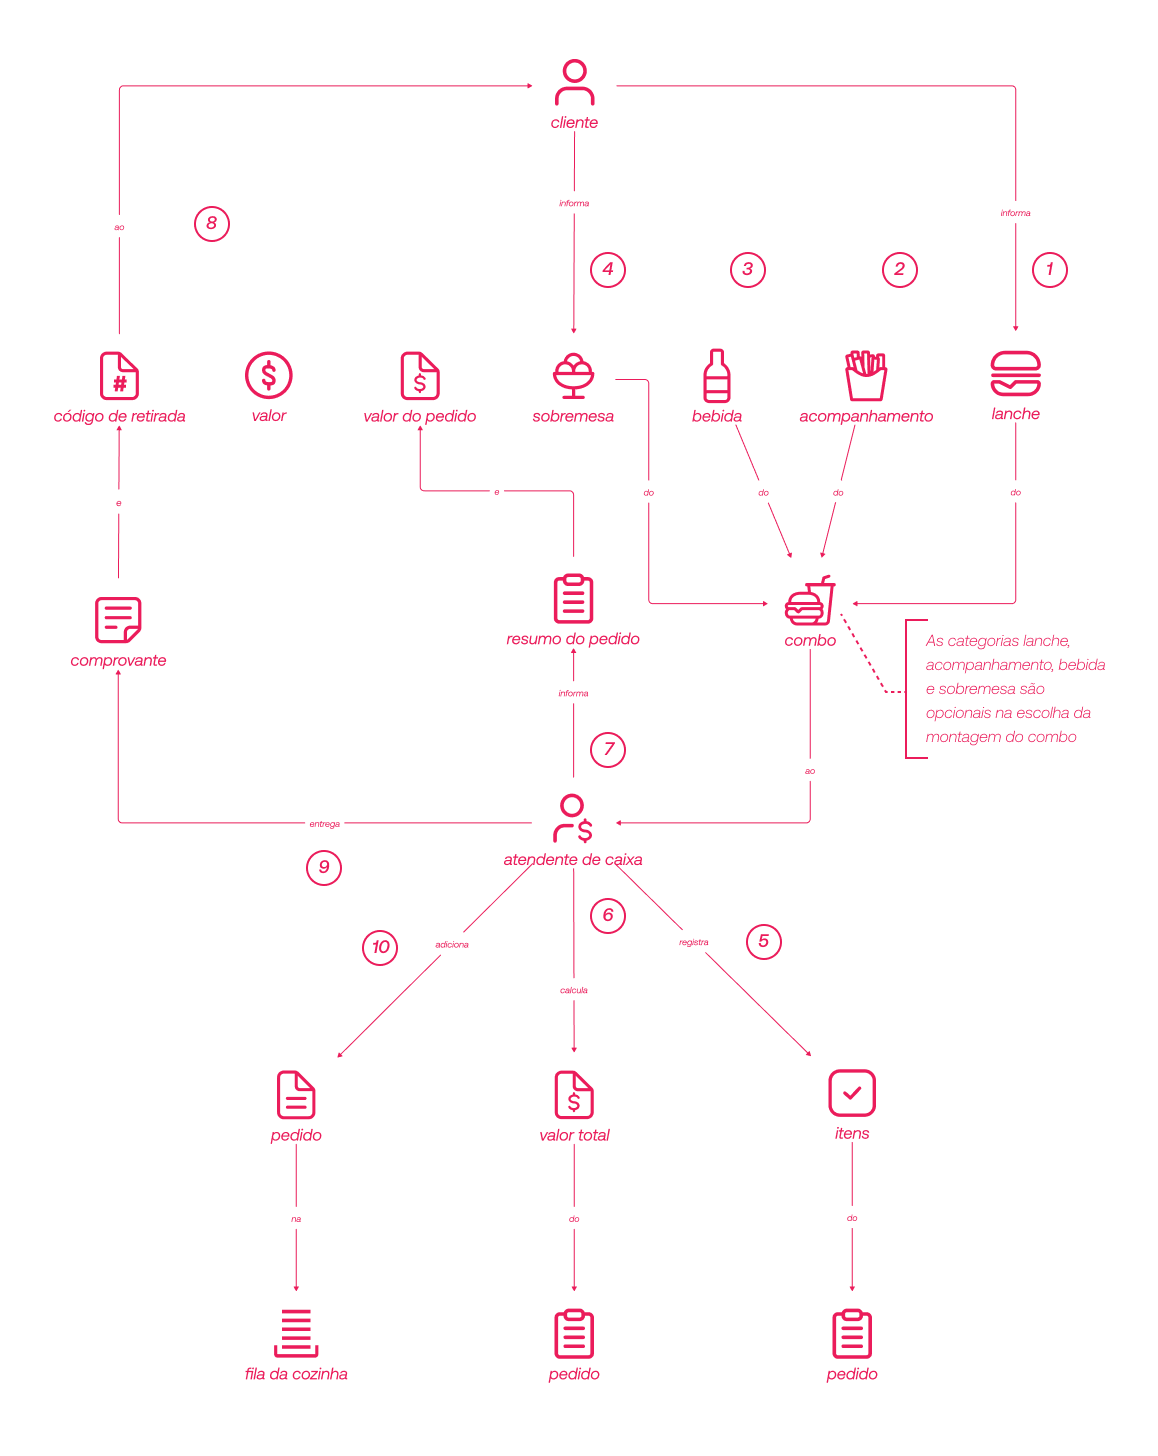 cliente
informa
informa
ao
8
4
3
2
1
#
$
$
código de retirada
valor
valor do pedido
sobremesa
bebida
acompanhamento
lanche
e
e
do
do
do
do
resumo do pedido
combo
comprovante
As categorias lanche,
acompanhamento, bebida
e sobremesa são
opcionais na escolha da
montagem do combo
informa
7
ao
entrega
$
atendente de caixa
9
6
10
adiciona
registra
5
calcula
$
pedido
valor total
itens
na
do
do
fila da cozinha
pedido
pedido